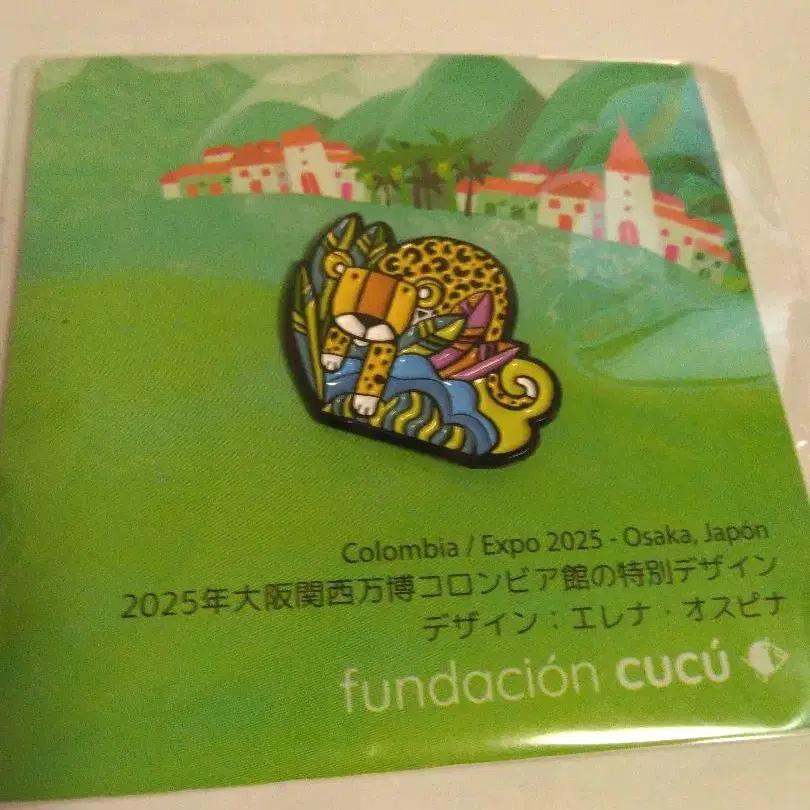 Colombia / Expo 2025 - Osaka, Japón
2025年大阪関西万博コロンビア館の特別デザイン
デザイン：エレナ・オスピナ
fundación cucú